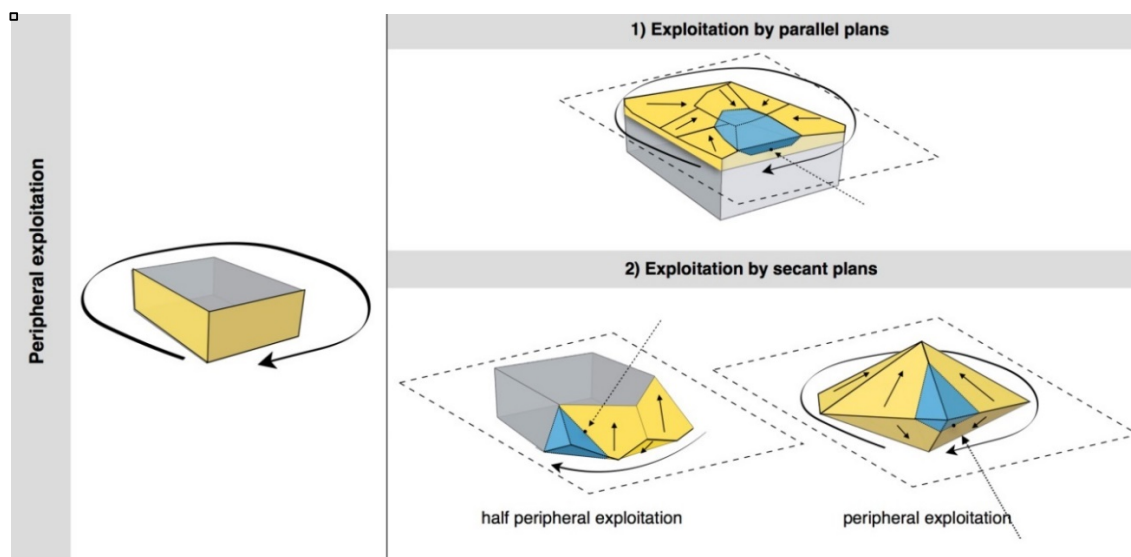 Peripheral exploitation
1) Exploitation by parallel plans
2) Exploitation by secant plans
half peripheral exploitation
peripheral exploitation